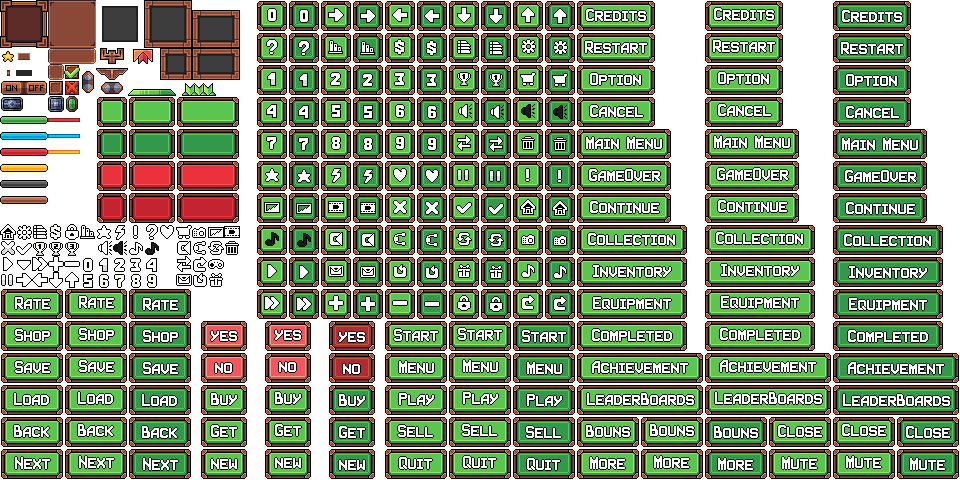 0 0 CREDITS CREDITS CREDITS
? ? $ $ RESTART RESTART RESTART
1 1 2 2 3 3 OPTION OPTION OPTION
ON OFF
4 4 5 5 6 6 CANCEL CANCEL CANCEL
7 7 8 8 9 9 MAIN MENU MAIN MENU MAIN MENU
! ! GAMEOVER GAMEOVER GAMEOVER
CONTINUE CONTINUE CONTINUE
$ ! ?
COLLECTION COLLECTION COLLECTION
0 1 2 3 4 INVENTORY INVENTORY INVENTORY
5 6 7 8 9
RATE RATE RATE EQUIPMENT EQUIPMENT EQUIPMENT
SHOP SHOP SHOP YES YES YES START START START COMPLETED COMPLETED COMPLETED
SAVE SAVE SAVE NO NO NO MENU MENU MENU ACHIEVEMENT ACHIEVEMENT ACHIEVEMENT
LOAD LOAD LOAD BUY BUY BUY PLAY PLAY PLAY LEADERBOARDS LEADERBOARDS LEADERBOARDS
BACK BACK BACK GET GET GET SELL SELL SELL BOUNS BOUNS BOUNS CLOSE CLOSE CLOSE
NEXT NEXT NEXT NEW NEW NEW QUIT QUIT QUIT MORE MORE MORE MUTE MUTE MUTE